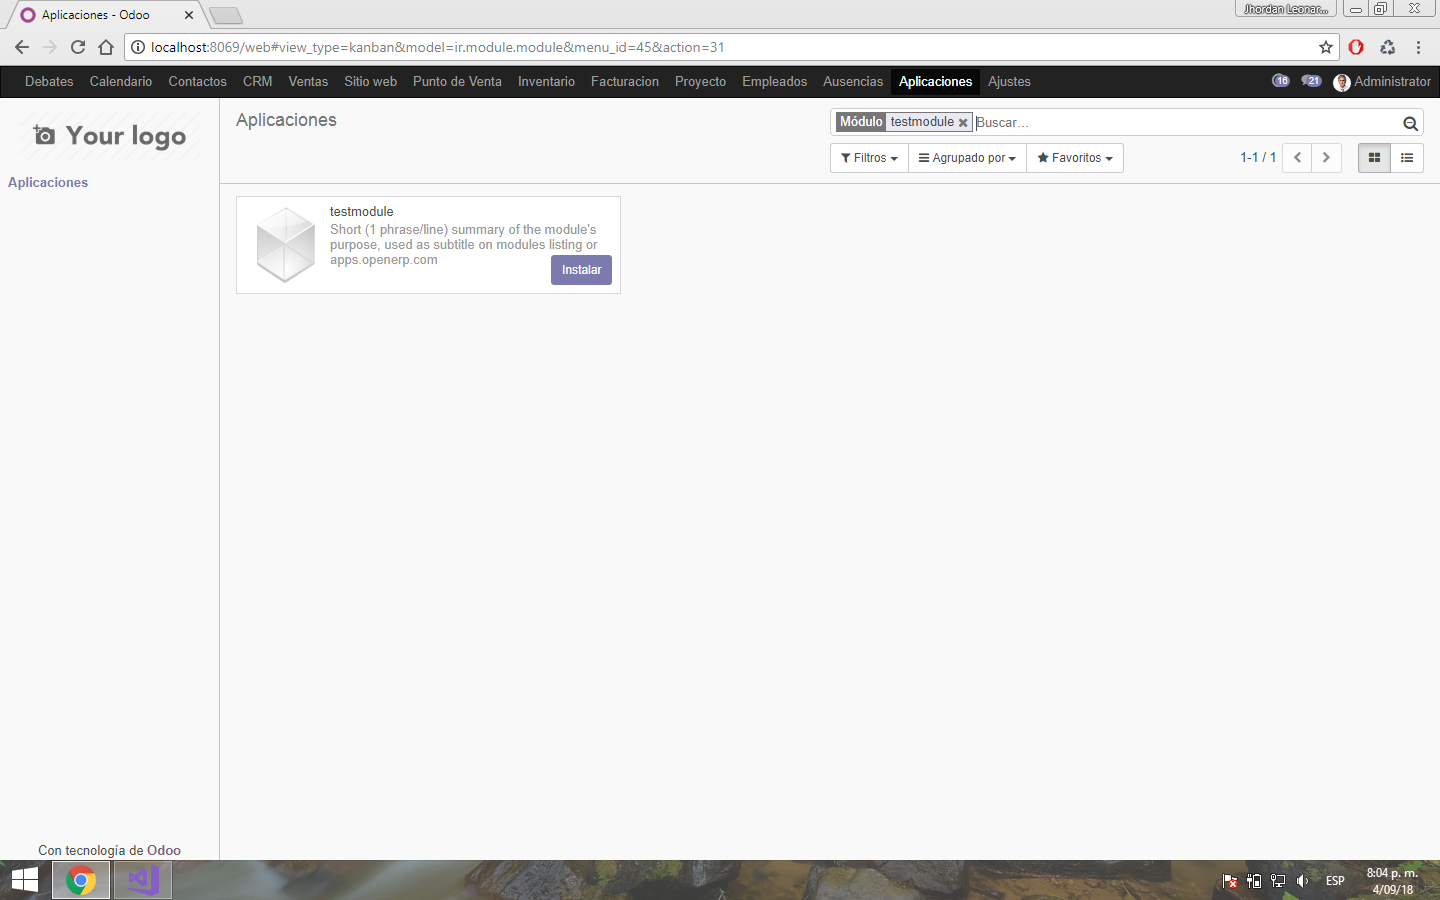 Aplicaciones - Odoo
Jhordan Leonar...
localhost:8069/web#view_type=kanban&model=ir.module.module&menu_id=45&action=31
Debates Calendario Contactos CRM Ventas Sitio web Punto de Venta Inventario Facturacion Proyecto Empleados Ausencias Aplicaciones Ajustes 16 21 Administrator
Your logo
Aplicaciones
Aplicaciones
Módulo testmodule Buscar...
Filtros Agrupado por Favoritos 1-1 / 1
testmodule
Short (1 phrase/line) summary of the module's
purpose, used as subtitle on modules listing or
apps.openerp.com
Instalar
Con tecnología de Odoo
ESP
8:04 p. m.
4/09/18